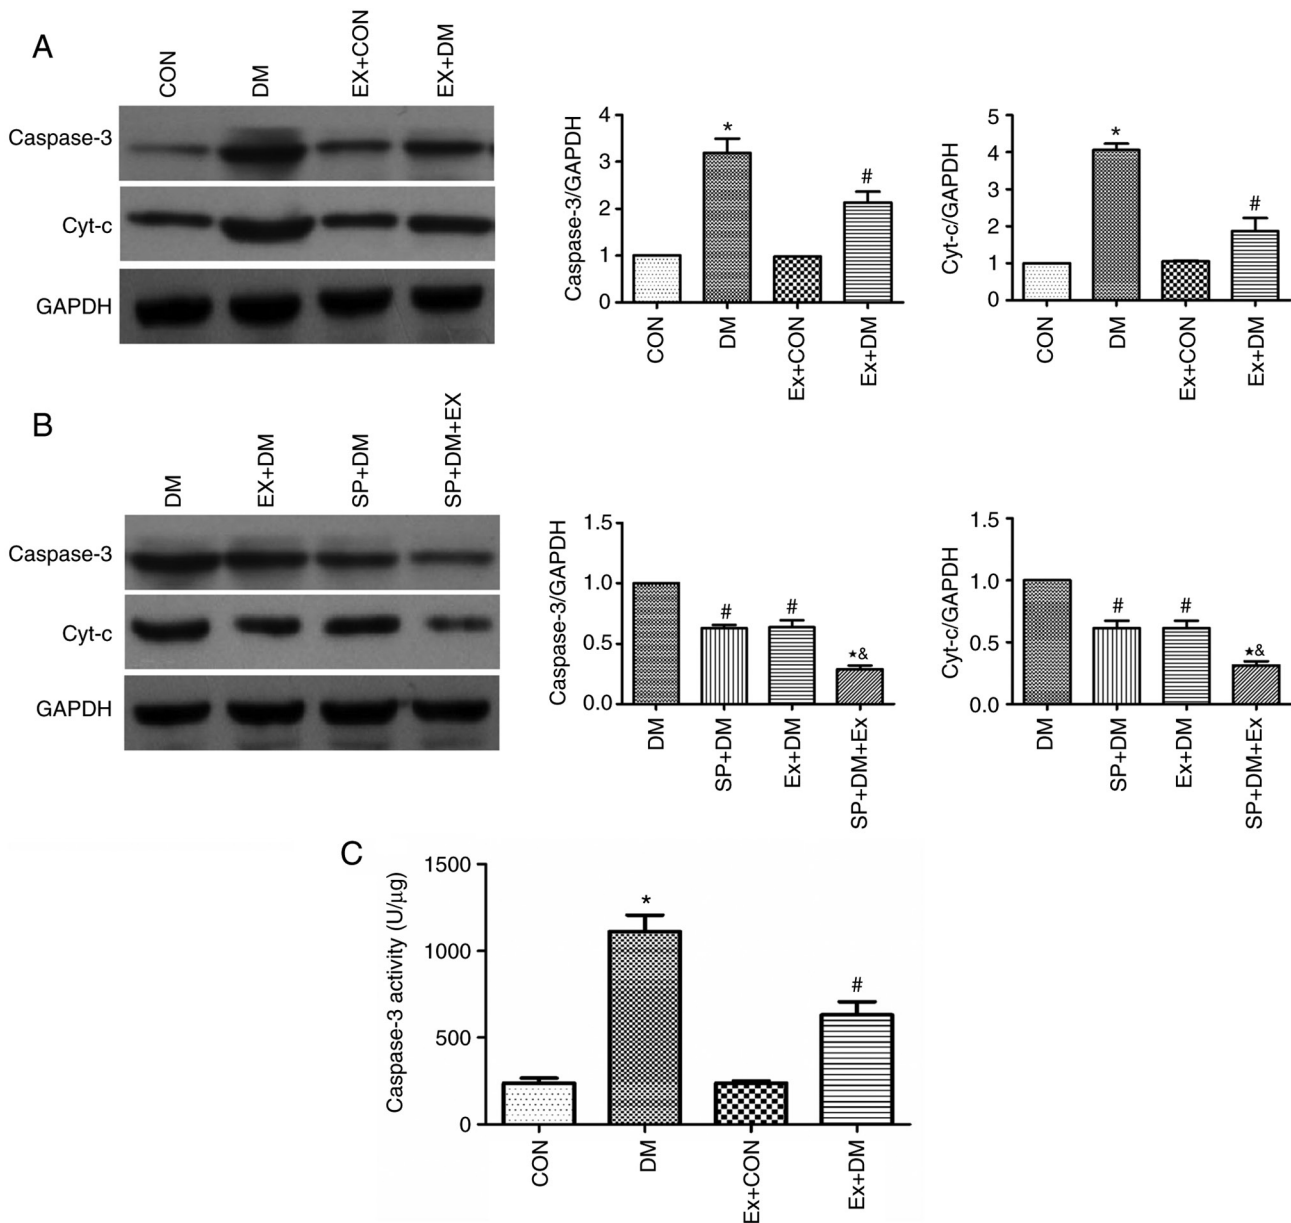 A
CON
DM
EX+CON
EX+DM
Caspase-3
Cyt-c
GAPDH
Caspase-3/GAPDH
4
3
2
1
0
*
#
CON
DM
Ex+CON
Ex+DM
Cyt-c/GAPDH
5
4
3
2
1
0
*
#
CON
DM
Ex+CON
Ex+DM
B
DM
EX+DM
SP+DM
SP+DM+EX
Caspase-3
Cyt-c
GAPDH
Caspase-3/GAPDH
1.5
1.0
0.5
0.0
#
#
★&
DM
SP+DM
Ex+DM
SP+DM+Ex
Cyt-c/GAPDH
1.5
1.0
0.5
0.0
#
#
★&
DM
SP+DM
Ex+DM
SP+DM+Ex
C
Caspase-3 activity (U/μg)
1500
1000
500
0
*
#
CON
DM
Ex+CON
Ex+DM